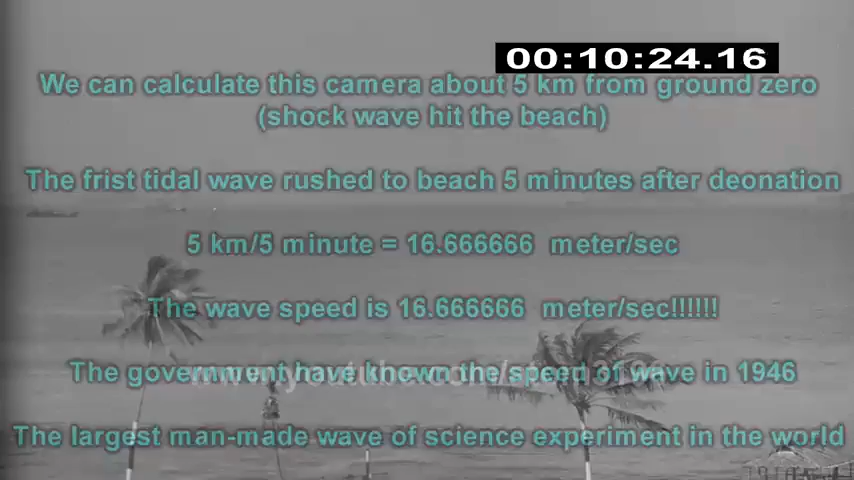 00:10:24.16
We can calculate this camera about 5 km from ground zero
(shock wave hit the beach)
The frist tidal wave rushed to beach 5 minutes after deonation
5 km/5 minute = 16.666666 meter/sec
The wave speed is 16.666666 meter/sec!!!!!!
The government have known the speed of wave in 1946
The largest man-made wave of science experiment in the world